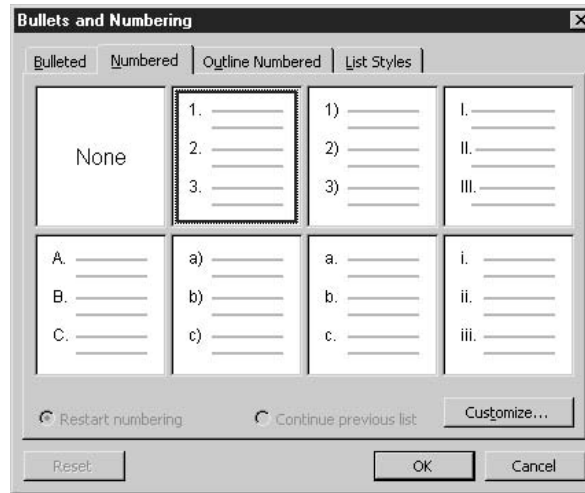 Bullets and Numbering
Bulleted Numbered Outline Numbered List Styles
None
1.
2.
3.
1)
2)
3)
I.
II.
III.
A.
B.
C.
a)
b)
c)
a.
b.
c.
i.
ii.
iii.
Restart numbering Continue previous list Customize...
Reset OK Cancel